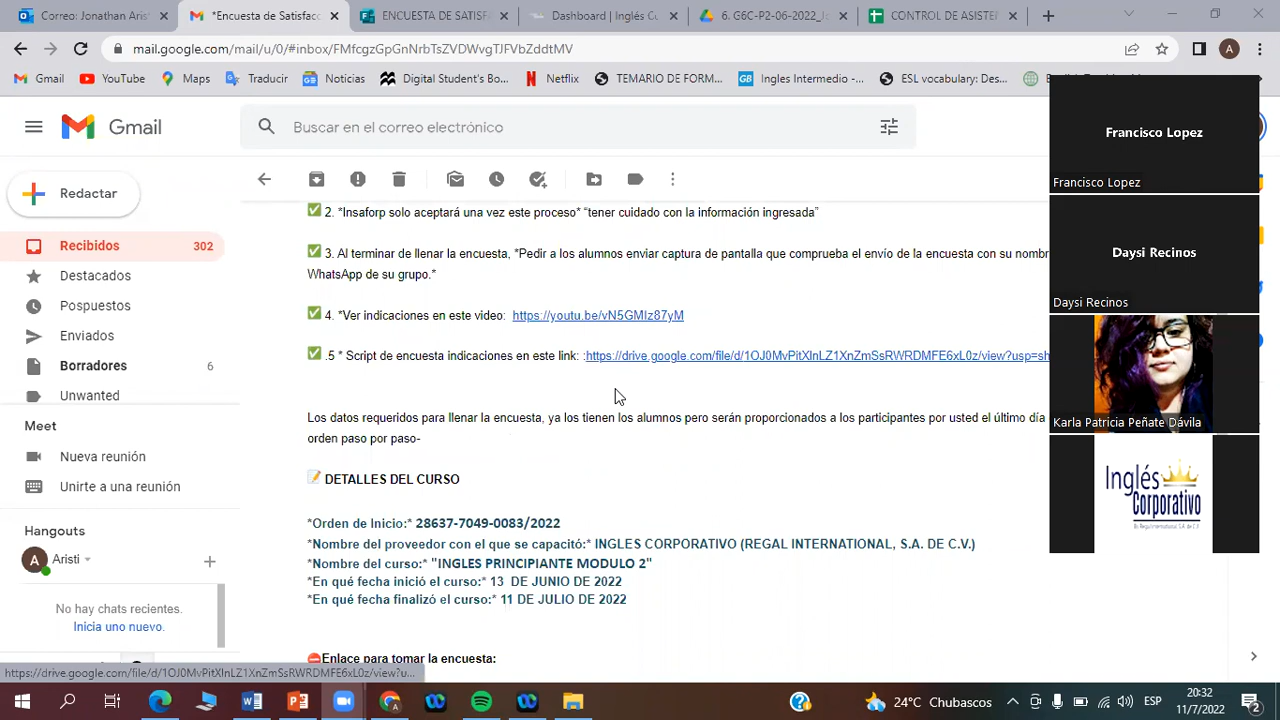 Correo: Jonathan Arist
*Encuesta de Satisfac
ENCUESTA DE SATISFA
Dashboard | Inglés Co
6. G6C-P2-06-2022_Jo
CONTROL DE ASISTE
mail.google.com/mail/u/0/#inbox/FMfcgzGpGnNrbTsZVDWvgTJFVbZddtMV
A
Gmail
YouTube
Maps
Traducir
Noticias
Digital Student's Bo...
Netflix
TEMARIO DE FORM...
Ingles Intermedio -...
ESL vocabulary: Des...
Gmail
Buscar en el correo electrónico
Redactar
Recibidos 302
Destacados
Pospuestos
Enviados
Borradores 6
Unwanted
Meet
Nueva reunión
Unirte a una reunión
Hangouts
A Aristi
No hay chats recientes.
Inicia uno nuevo.
2. *Insaforp solo aceptará una vez este proceso* “tener cuidado con la información ingresada”
3. Al terminar de llenar la encuesta, *Pedir a los alumnos enviar captura de pantalla que comprueba el envío de la encuesta con su nombr
WhatsApp de su grupo.*
4. *Ver indicaciones en este video: https://youtu.be/vN5GMIz87yM
.5 * Script de encuesta indicaciones en este link: :https://drive.google.com/file/d/1OJ0MvPitXlnLZ1XnZmSsRWRDMFE6xL0z/view?usp=sh
Los datos requeridos para llenar la encuesta, ya los tienen los alumnos pero serán proporcionados a los participantes por usted el último día
orden paso por paso-
DETALLES DEL CURSO
*Orden de Inicio:* 28637-7049-0083/2022
*Nombre del proveedor con el que se capacitó:* INGLES CORPORATIVO (REGAL INTERNATIONAL, S.A. DE C.V.)
*Nombre del curso:* "INGLES PRINCIPIANTE MODULO 2"
*En qué fecha inició el curso:* 13 DE JUNIO DE 2022
*En qué fecha finalizó el curso:* 11 DE JULIO DE 2022
Enlace para tomar la encuesta:
Francisco Lopez
Francisco Lopez
Daysi Recinos
Daysi Recinos
Karla Patricia Peñate Dávila
Inglés
Corporativo
https://drive.google.com/file/d/1OJ0MvPitXlnLZ1XnZmSsRWRDMFE6xL0z/view?u...
24°C Chubascos
ESP
20:32
11/7/2022
2